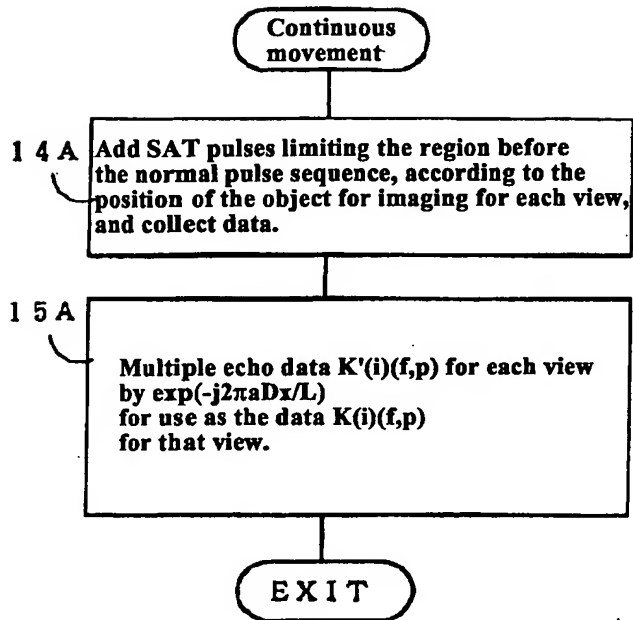 Continuous
movement
14A
Add SAT pulses limiting the region before
the normal pulse sequence, according to the
position of the object for imaging for each view,
and collect data.
15A
Multiple echo data K'(i)(f,p) for each view
by exp(-j2πaDx/L)
for use as the data K(i)(f,p)
for that view.
EXIT